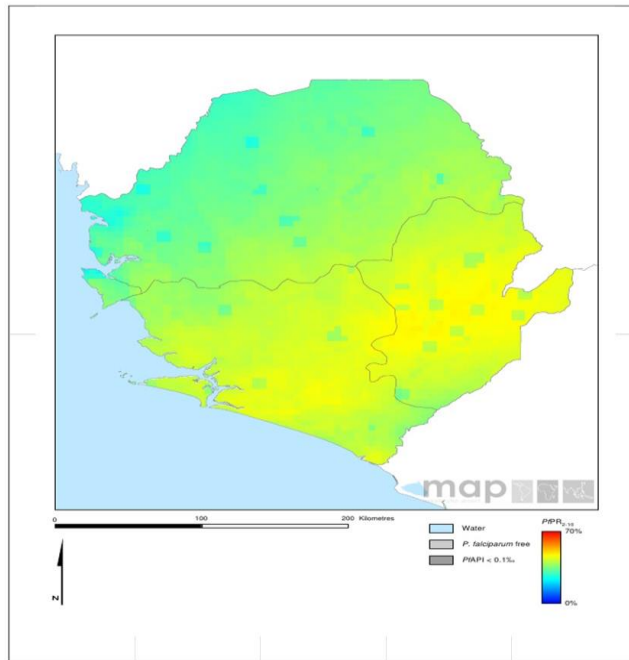 map
0 100 200 Kilometres
Water
P. falciparum free
PfAPI < 0.1‰
PfPR2-10
70%
0%
N